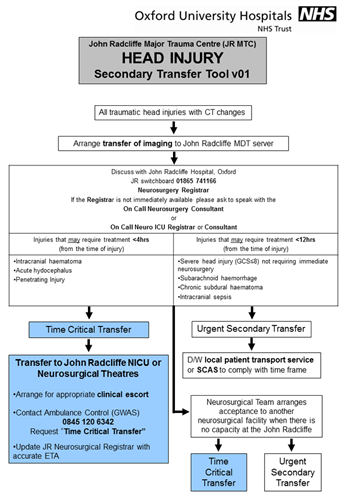 Oxford University Hospitals NHS
NHS Trust
John Radcliffe Major Trauma Centre (JR MTC)
HEAD INJURY
Secondary Transfer Tool v01
All traumatic head injuries with CT changes
Arrange transfer of imaging to John Radcliffe MDT server
Discuss with John Radcliffe Hospital, Oxford
JR switchboard 01865 741166
Neurosurgery Registrar
If the Registrar is not immediately available please ask to speak with the
On Call Neurosurgery Consultant
or
On Call Neuro ICU Registrar or Consultant
Injuries that may require treatment <4hrs
(from the time of injury)
•Intracranial haematoma
•Acute hydocephalus
•Penetrating Injury
Injuries that may require treatment <12hrs
(from the time of injury)
•Severe head injury (GCS≤8) not requiring immediate
neurosurgery
•Subarachnoid haemorrhage
•Chronic subdural haematoma
•Intracranial sepsis
Time Critical Transfer
Urgent Secondary Transfer
Transfer to John Radcliffe NICU or
Neurosurgical Theatres
•Arrange for appropriate clinical escort
•Contact Ambulance Control (GWAS)
0845 120 6342
Request “Time Critical Transfer”
•Update JR Neurosurgical Registrar with
accurate ETA
D/W local patient transport service
or SCAS to comply with time frame
Neurosurgical Team arranges
acceptance to another
neurosurgical facility when there is
no capacity at the John Radcliffe
Time
Critical
Transfer
Urgent
Secondary
Transfer